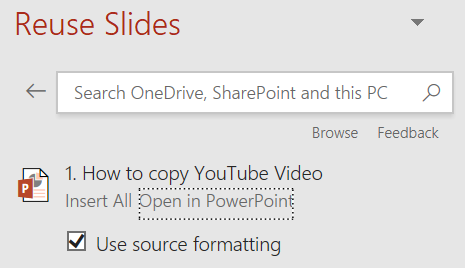 Reuse Slides
Search OneDrive, SharePoint and this PC
Browse Feedback
1. How to copy YouTube Video
Insert All Open in PowerPoint
Use source formatting